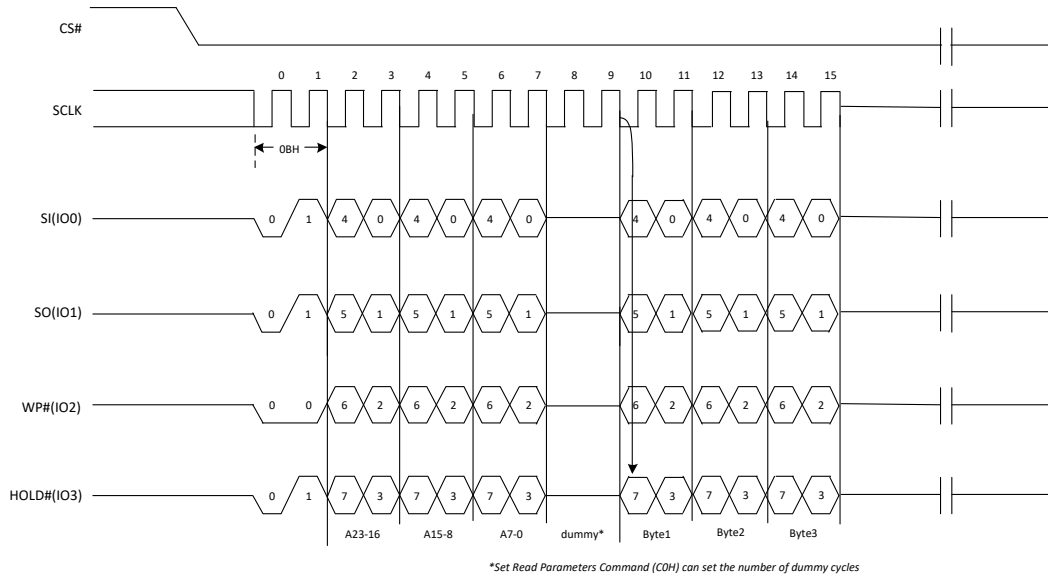 CS#
0 1 2 3 4 5 6 7 8 9 10 11 12 13 14 15
SCLK
0BH
SI(IO0) 0 1 4 0 4 0 4 0 4 0 4 0 4 0
SO(IO1) 0 1 5 1 5 1 5 1 5 1 5 1 5 1
WP#(IO2) 0 0 6 2 6 2 6 2 6 2 6 2 6 2
HOLD#(IO3) 0 1 7 3 7 3 7 3 7 3 7 3 7 3
A23-16 A15-8 A7-0 dummy* Byte1 Byte2 Byte3
*Set Read Parameters Command (C0H) can set the number of dummy cycles